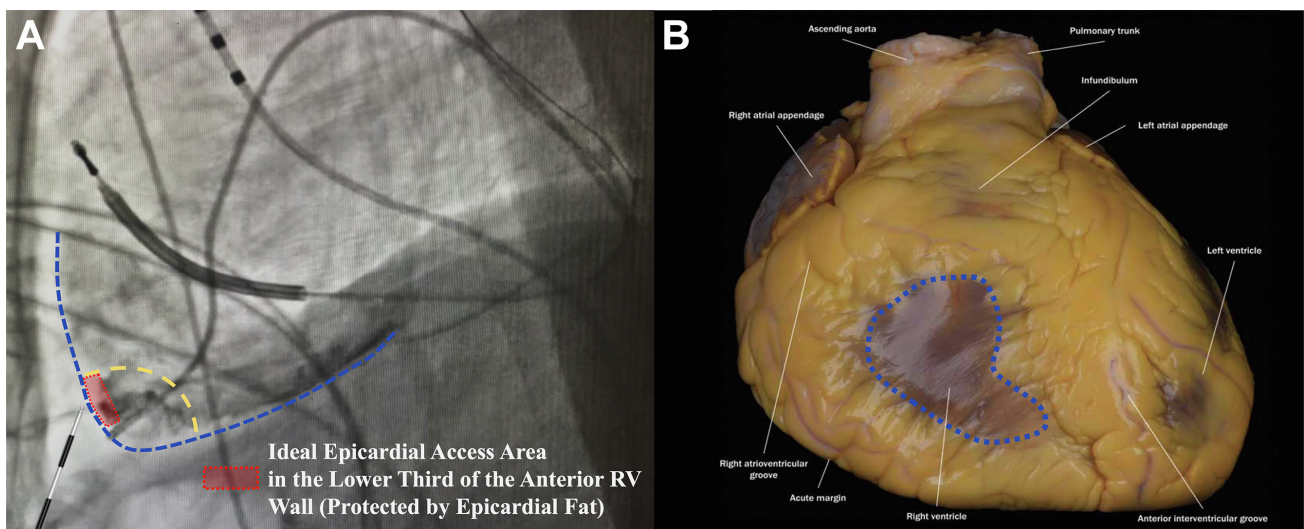 A
Ideal Epicardial Access Area
in the Lower Third of the Anterior RV
Wall (Protected by Epicardial Fat)
B
Ascending aorta
Pulmonary trunk
Infundibulum
Right atrial appendage
Left atrial appendage
Left ventricle
Right atrioventricular
groove
Acute margin
Right ventricle
Anterior interventricular groove